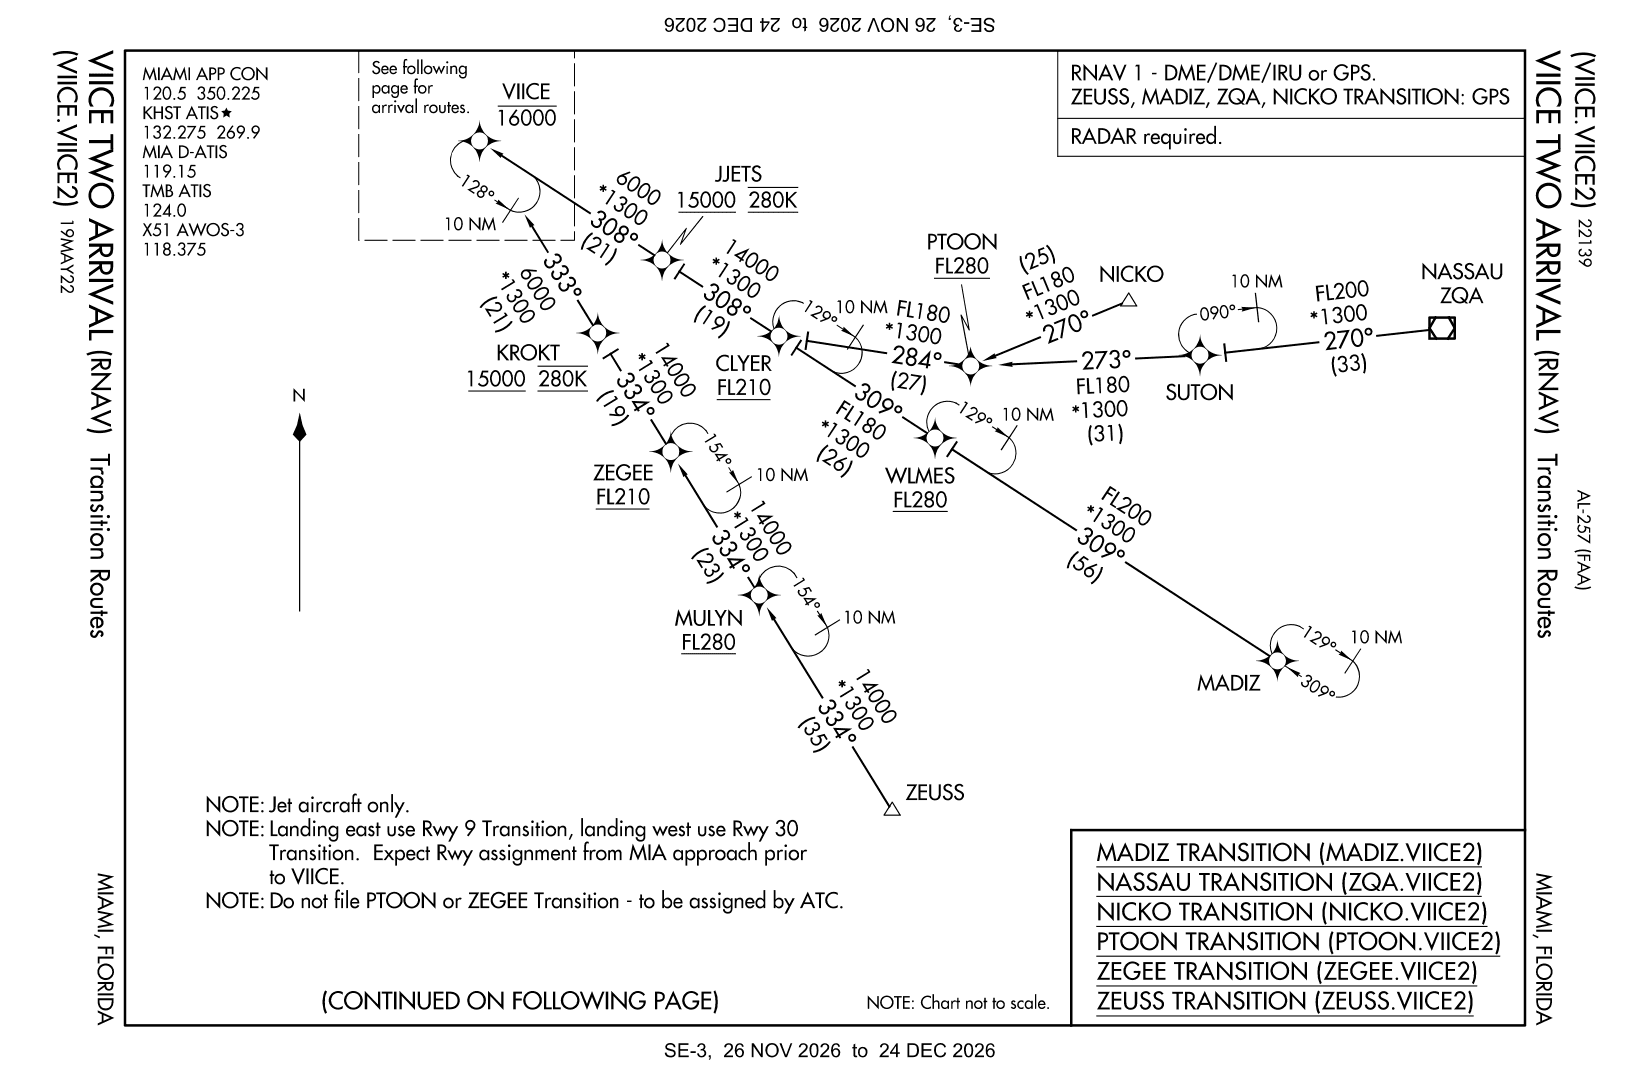 SE-3, 26 NOV 2026 to 24 DEC 2026
(VIICE.VIICE2) 19MAY22
VIICE TWO ARRIVAL (RNAV) Transition Routes
MIAMI, FLORIDA
MIAMI APP CON
120.5 350.225
KHST ATIS★
132.275 269.9
MIA D-ATIS
119.15
TMB ATIS
124.0
X51 AWOS-3
118.375
See following
page for
arrival routes.
VIICE
16000
128°
10 NM
RNAV 1 - DME/DME/IRU or GPS.
ZEUSS, MADIZ, ZQA, NICKO TRANSITION: GPS
RADAR required.
6000
*1300
308°
(21)
JJETS
15000 280K
14000
*1300
308°
(19)
333°
6000
*1300
(21)
KROKT
15000 280K
CLYER
FL210
129°
10 NM
FL180
*1300
284°
(27)
PTOON
FL280
(25)
FL180
*1300
270°
NICKO
273°
FL180
*1300
(31)
SUTON
090°
10 NM
FL200
*1300
270°
(33)
NASSAU
ZQA
N
14000
*1300
334°
(19)
ZEGEE
FL210
154°
10 NM
309°
FL180
*1300
(26)
WLMES
FL280
129°
10 NM
FL200
*1300
309°
(56)
MADIZ
129°
10 NM
309°
14000
*1300
334°
(23)
MULYN
FL280
154°
10 NM
14000
*1300
334°
(35)
ZEUSS
NOTE: Jet aircraft only.
NOTE: Landing east use Rwy 9 Transition, landing west use Rwy 30
Transition. Expect Rwy assignment from MIA approach prior
to VIICE.
NOTE: Do not file PTOON or ZEGEE Transition - to be assigned by ATC.
(CONTINUED ON FOLLOWING PAGE)
NOTE: Chart not to scale.
MADIZ TRANSITION (MADIZ.VIICE2)
NASSAU TRANSITION (ZQA.VIICE2)
NICKO TRANSITION (NICKO.VIICE2)
PTOON TRANSITION (PTOON.VIICE2)
ZEGEE TRANSITION (ZEGEE.VIICE2)
ZEUSS TRANSITION (ZEUSS.VIICE2)
(VIICE.VIICE2) 22139
VIICE TWO ARRIVAL (RNAV) Transition Routes
AL-257 (FAA)
MIAMI, FLORIDA
SE-3, 26 NOV 2026 to 24 DEC 2026